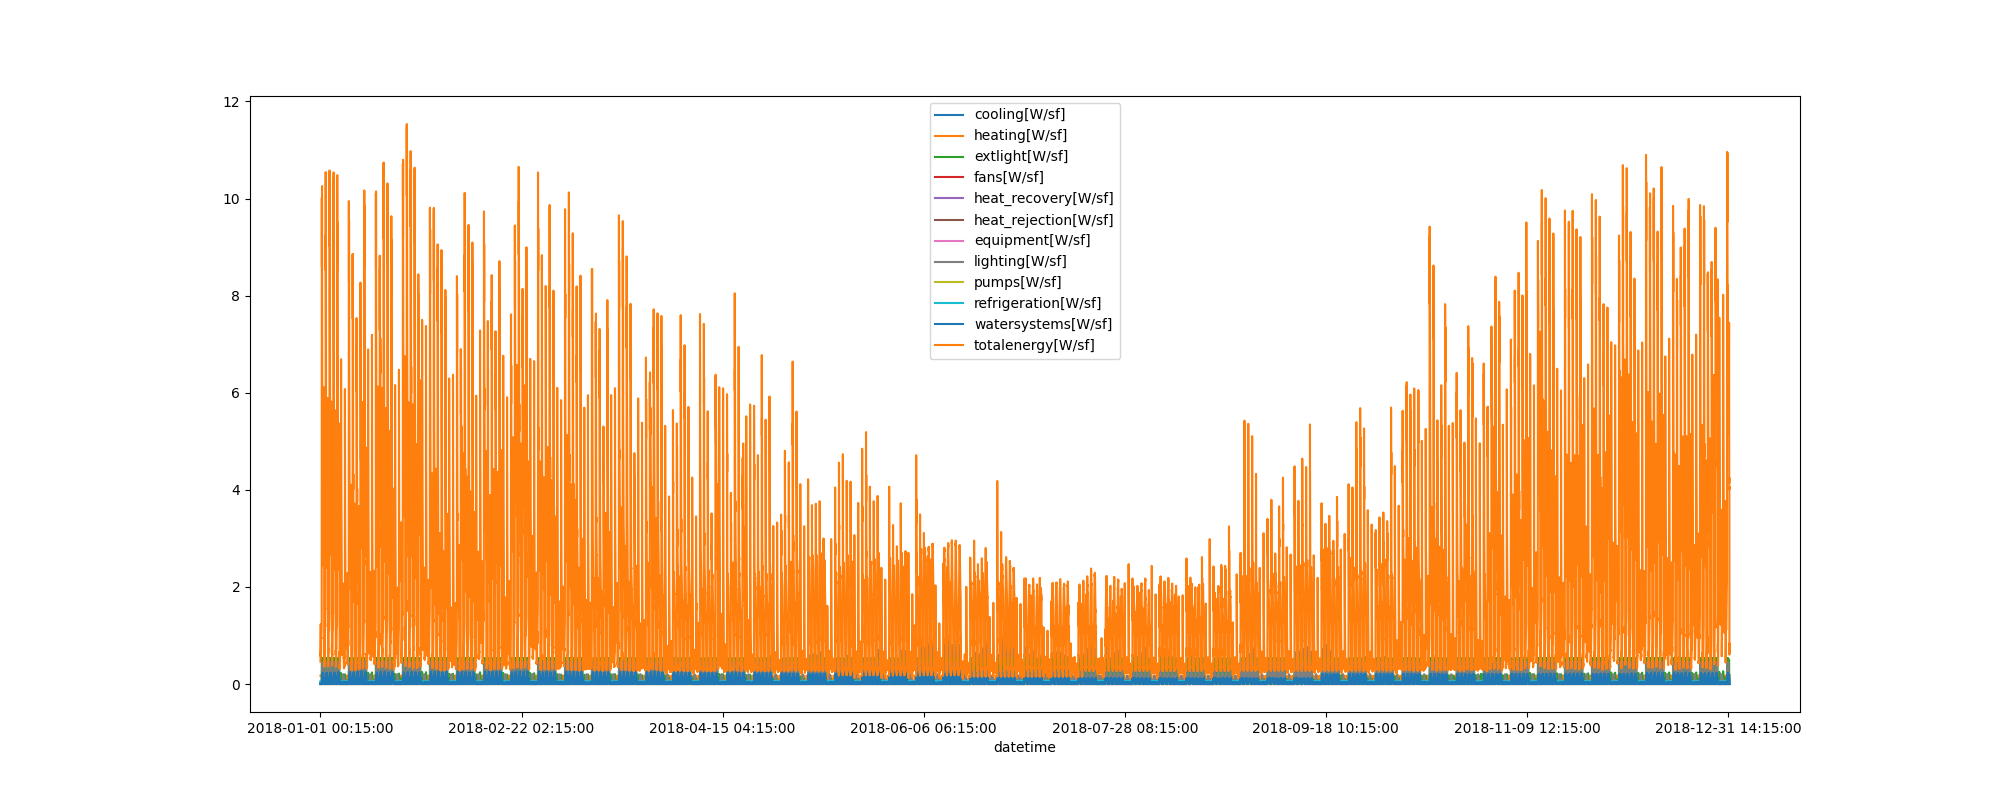 12
10
8
6
4
2
0
cooling[W/sf]
heating[W/sf]
extlight[W/sf]
fans[W/sf]
heat_recovery[W/sf]
heat_rejection[W/sf]
equipment[W/sf]
lighting[W/sf]
pumps[W/sf]
refrigeration[W/sf]
watersystems[W/sf]
totalenergy[W/sf]
2018-01-01 00:15:00 2018-02-22 02:15:00 2018-04-15 04:15:00 2018-06-06 06:15:00 2018-07-28 08:15:00 2018-09-18 10:15:00 2018-11-09 12:15:00 2018-12-31 14:15:00
datetime